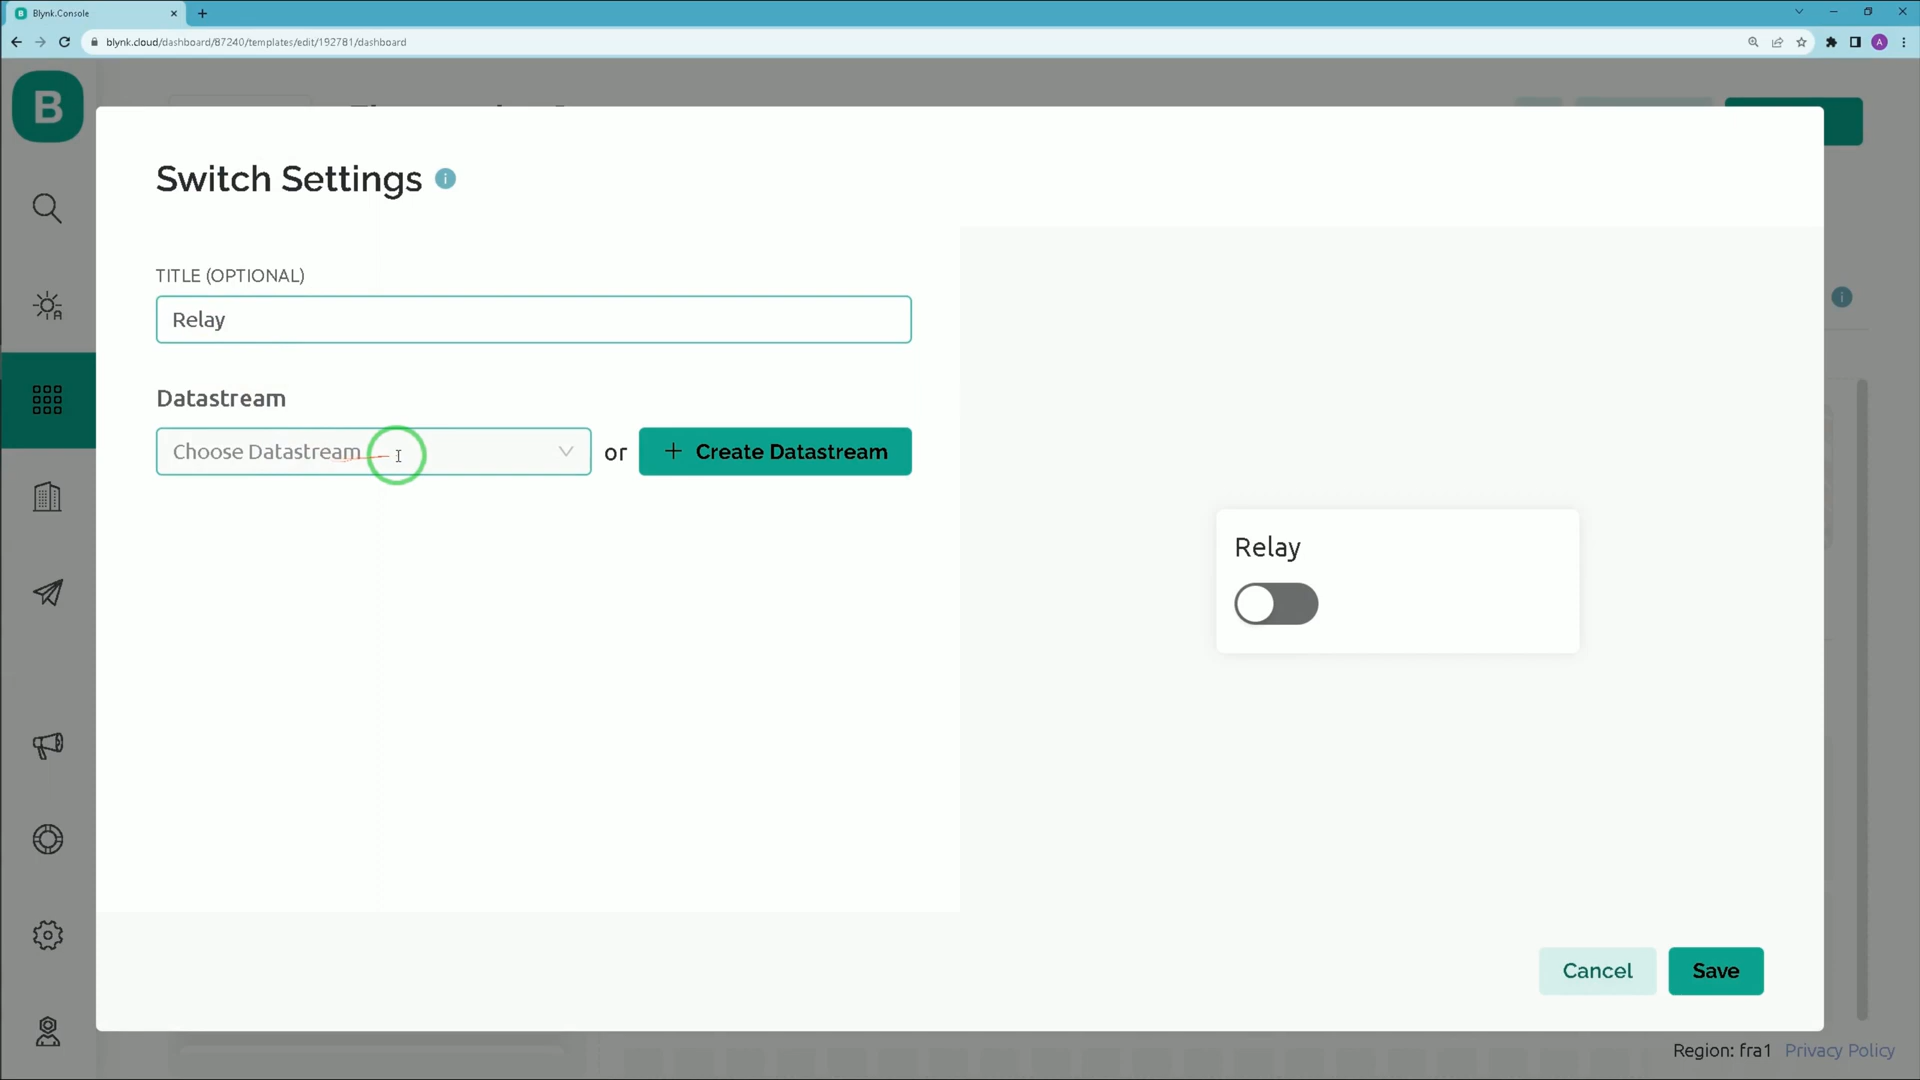 Blynk.Console
blynk.cloud/dashboard/87240/templates/edit/192781/dashboard
A
B
Switch Settings
i
TITLE (OPTIONAL)
Relay
Datastream
Choose Datastream
or
+ Create Datastream
Relay
Cancel
Save
Region: fra1 Privacy Policy